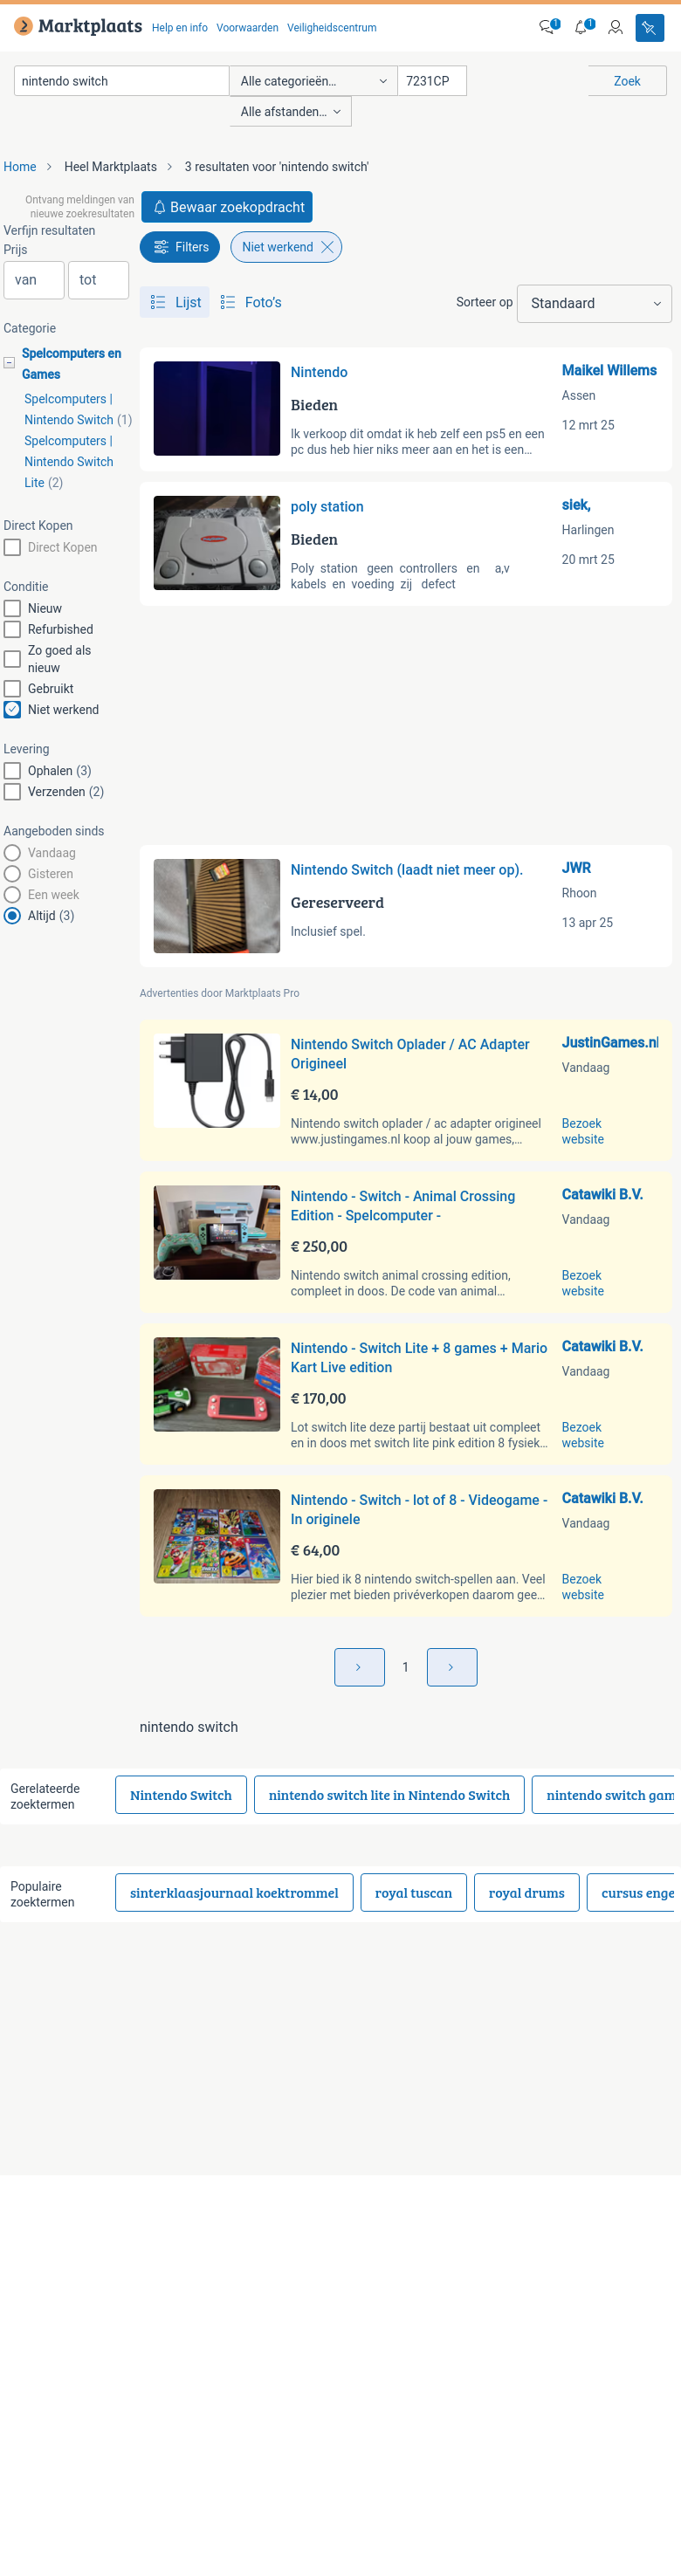 Marktplaats
Help en info Voorwaarden Veiligheidscentrum
1 1
nintendo switch
Alle categorieën...
7231CP
Zoek
Alle afstanden...
Home > Heel Marktplaats > 3 resultaten voor 'nintendo switch'
Ontvang meldingen van
nieuwe zoekresultaten
Bewaar zoekopdracht
Verfijn resultaten
Prijs
van
tot
Filters
Niet werkend
Lijst
Foto's
Sorteer op
Standaard
Categorie
Spelcomputers en
Games
Spelcomputers |
Nintendo Switch (1)
Spelcomputers |
Nintendo Switch
Lite (2)
Direct Kopen
Direct Kopen
Conditie
Nieuw
Refurbished
Zo goed als
nieuw
Gebruikt
Niet werkend
Levering
Ophalen (3)
Verzenden (2)
Aangeboden sinds
Vandaag
Gisteren
Een week
Altijd (3)
Nintendo
Bieden
Ik verkoop dit omdat ik heb zelf een ps5 en een
pc dus heb hier niks meer aan en het is een...
Maikel Willems
Assen
12 mrt 25
poly station
Bieden
Poly station geen controllers en a,v
kabels en voeding zij defect
siek,
Harlingen
20 mrt 25
Nintendo Switch (laadt niet meer op).
Gereserveerd
Inclusief spel.
JWR
Rhoon
13 apr 25
Advertenties door Marktplaats Pro
Nintendo Switch Oplader / AC Adapter
Origineel
€ 14,00
Nintendo switch oplader / ac adapter origineel
www.justingames.nl koop al jouw games,...
JustinGames.nl
Vandaag
Bezoek
website
Nintendo - Switch - Animal Crossing
Edition - Spelcomputer -
€ 250,00
Nintendo switch animal crossing edition,
compleet in doos. De code van animal...
Catawiki B.V.
Vandaag
Bezoek
website
Nintendo - Switch Lite + 8 games + Mario
Kart Live edition
€ 170,00
Lot switch lite deze partij bestaat uit compleet
en in doos met switch lite pink edition 8 fysiek...
Catawiki B.V.
Vandaag
Bezoek
website
Nintendo - Switch - lot of 8 - Videogame -
In originele
€ 64,00
Hier bied ik 8 nintendo switch-spellen aan. Veel
plezier met bieden privéverkopen daarom gee...
Catawiki B.V.
Vandaag
Bezoek
website
1
nintendo switch
Gerelateerde
zoektermen
Nintendo Switch
nintendo switch lite in Nintendo Switch
nintendo switch gam
Populaire
zoektermen
sinterklaasjournaal koektrommel
royal tuscan
royal drums
cursus enge